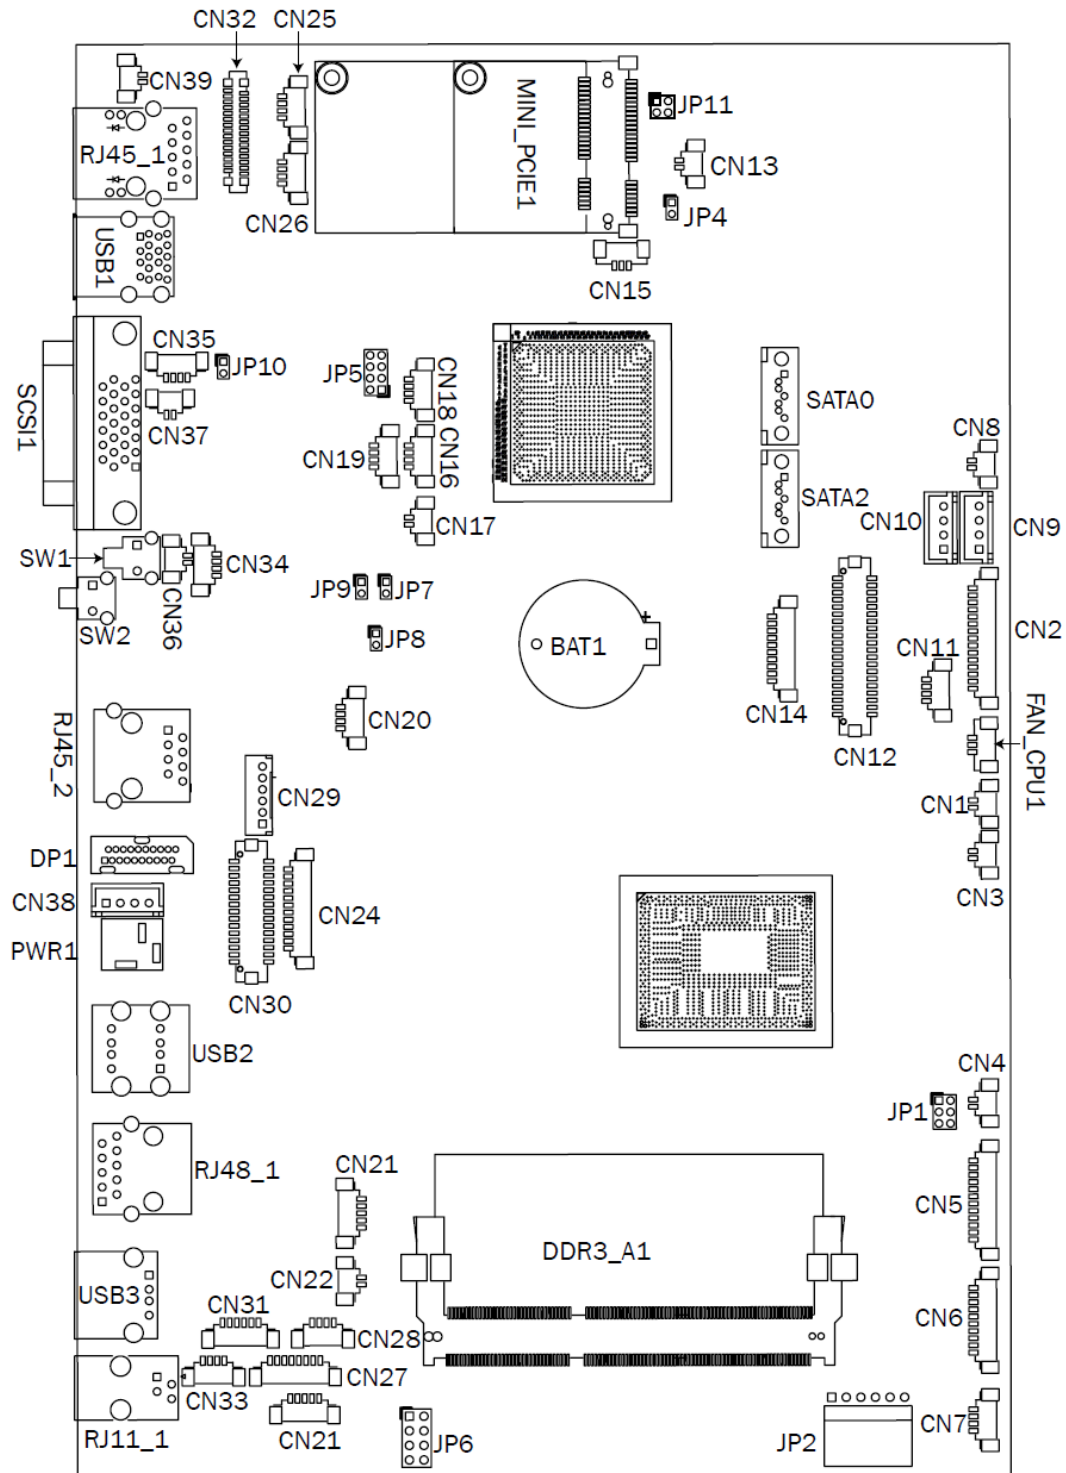 CN32
CN25
CN39
RJ45_1
CN26
MINI_PCIE1
JP11
CN13
JP4
CN15
USB1
SCSI1
CN35
JP10
CN37
JP5
CN18
CN19
CN16
CN17
SATA0
SATA2
CN8
CN10
CN9
SW1
CN34
CN36
SW2
JP9
JP7
JP8
BAT1
CN2
CN11
CN14
CN12
FAN_CPU1
CN20
RJ45_2
CN29
CN1
CN3
DP1
CN38
CN24
PWR1
CN30
USB2
CN4
JP1
RJ48_1
CN21
CN5
DDR3_A1
CN22
USB3
CN31
CN28
CN6
CN33
CN27
RJ11_1
CN21
JP6
JP2
CN7